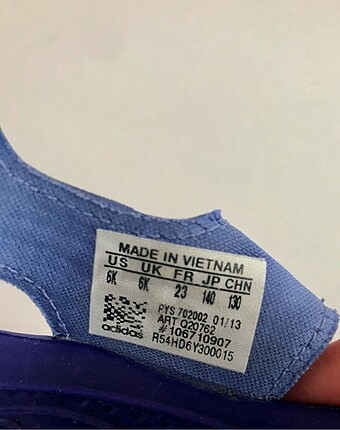 MADE IN VIETNAM
US UK FR JP CHN
6K 6K 23 140 130
PYS 702002 01/13
ART Q20762
# 106710907
adidas R54HD6Y300015